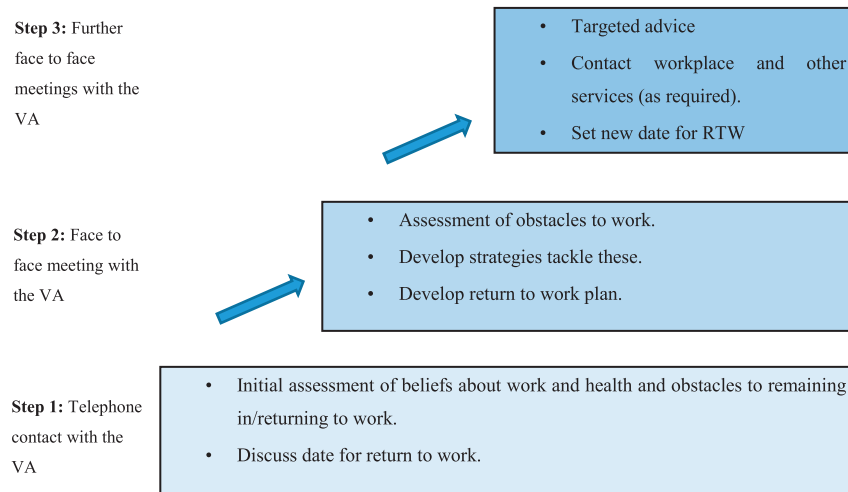 Step 3: Further
face to face
meetings with the
VA
• Targeted advice
• Contact workplace and other
services (as required).
• Set new date for RTW
Step 2: Face to
face meeting with
the VA
• Assessment of obstacles to work.
• Develop strategies tackle these.
• Develop return to work plan.
Step 1: Telephone
contact with the
VA
• Initial assessment of beliefs about work and health and obstacles to remaining
in/returning to work.
• Discuss date for return to work.